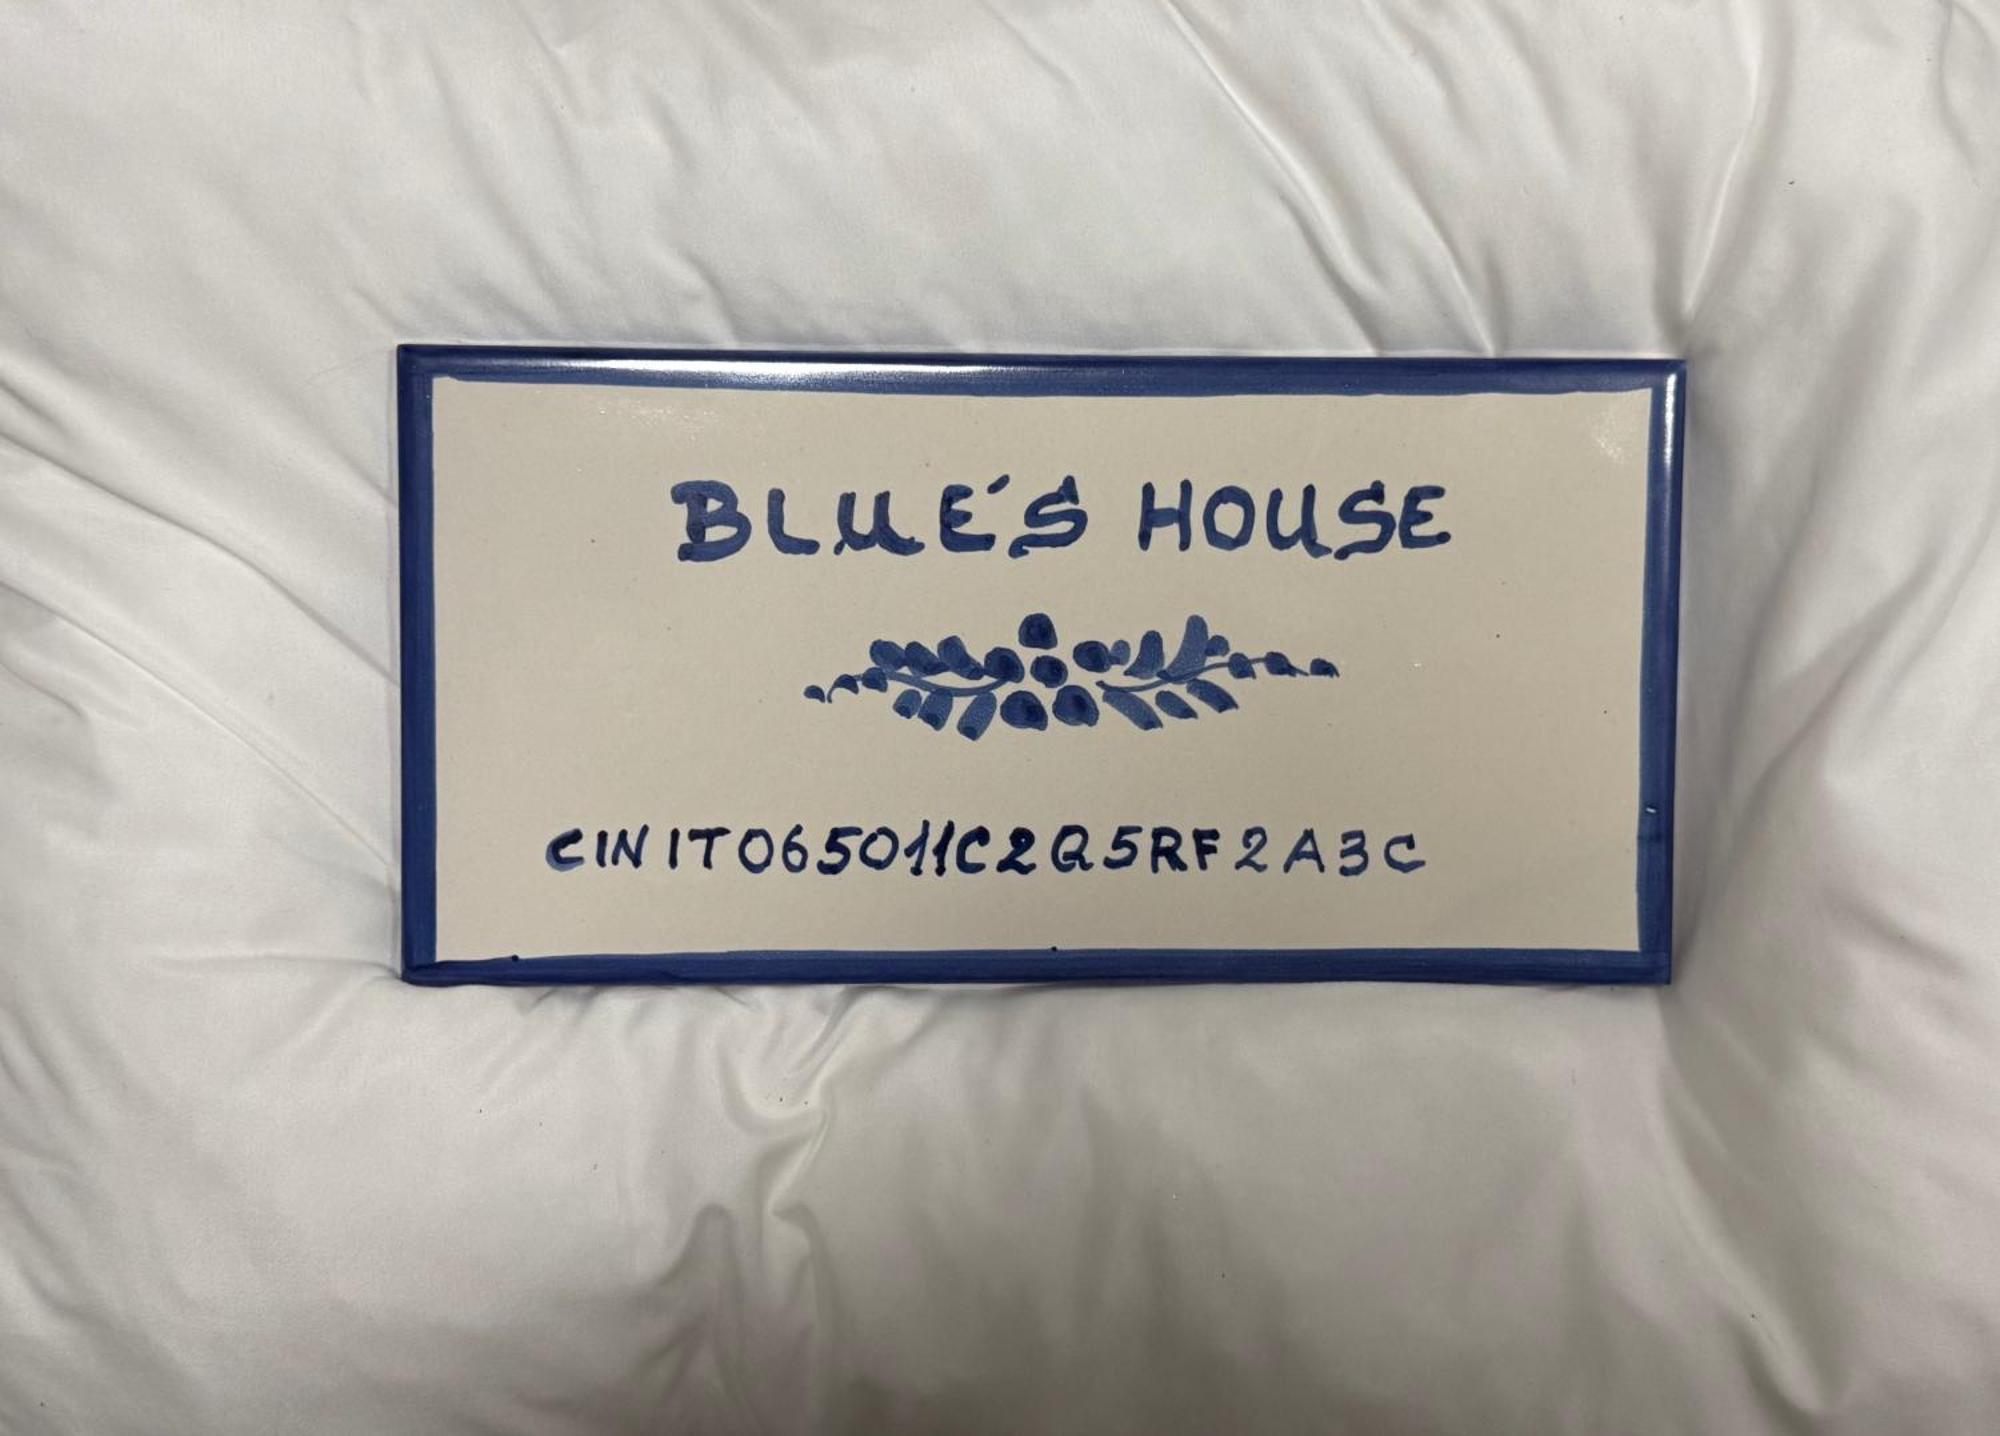 BLUE'S HOUSE
CIN IT065011C2Q5RF2A3C